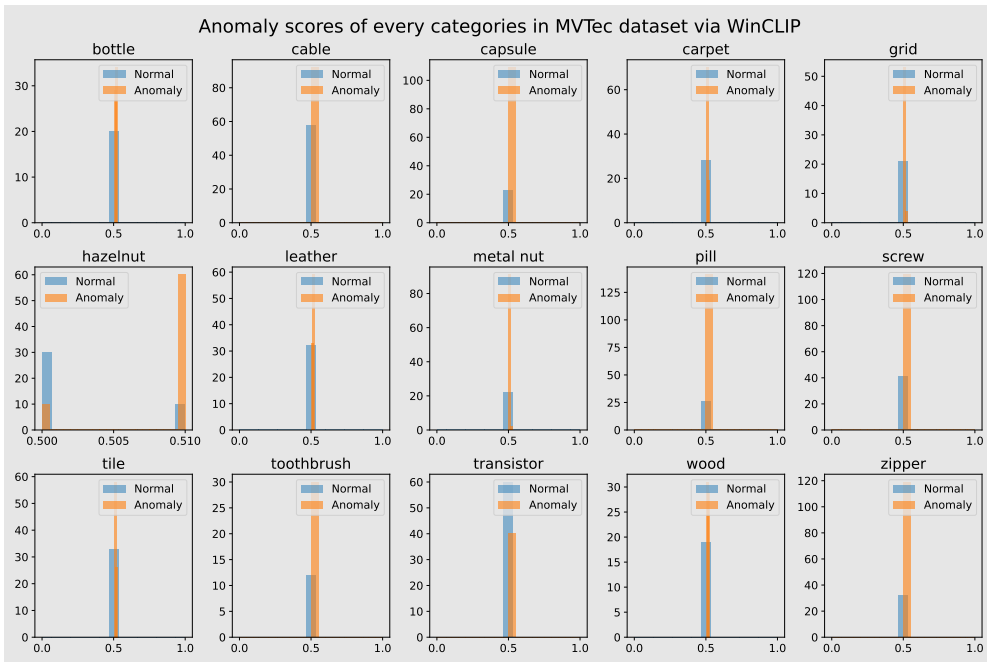 Anomaly scores of every categories in MVTec dataset via WinCLIP
bottle
Normal
Anomaly
0
10
20
30
0.0
0.5
1.0
cable
Normal
Anomaly
0
20
40
60
80
0.0
0.5
1.0
capsule
Normal
Anomaly
0
20
40
60
80
100
0.0
0.5
1.0
carpet
Normal
Anomaly
0
20
40
60
0.0
0.5
1.0
grid
Normal
Anomaly
0
10
20
30
40
50
0.0
0.5
1.0
hazelnut
Normal
Anomaly
0
10
20
30
40
50
60
0.500
0.505
0.510
leather
Normal
Anomaly
0
10
20
30
40
50
60
0.0
0.5
1.0
metal nut
Normal
Anomaly
0
20
40
60
80
0.0
0.5
1.0
pill
Normal
Anomaly
0
25
50
75
100
125
0.0
0.5
1.0
screw
Normal
Anomaly
0
20
40
60
80
100
120
0.0
0.5
1.0
tile
Normal
Anomaly
0
10
20
30
40
50
60
0.0
0.5
1.0
toothbrush
Normal
Anomaly
0
5
10
15
20
25
30
0.0
0.5
1.0
transistor
Normal
Anomaly
0
10
20
30
40
50
60
0.0
0.5
1.0
wood
Normal
Anomaly
0
5
10
15
20
25
30
0.0
0.5
1.0
zipper
Normal
Anomaly
0
20
40
60
80
100
120
0.0
0.5
1.0